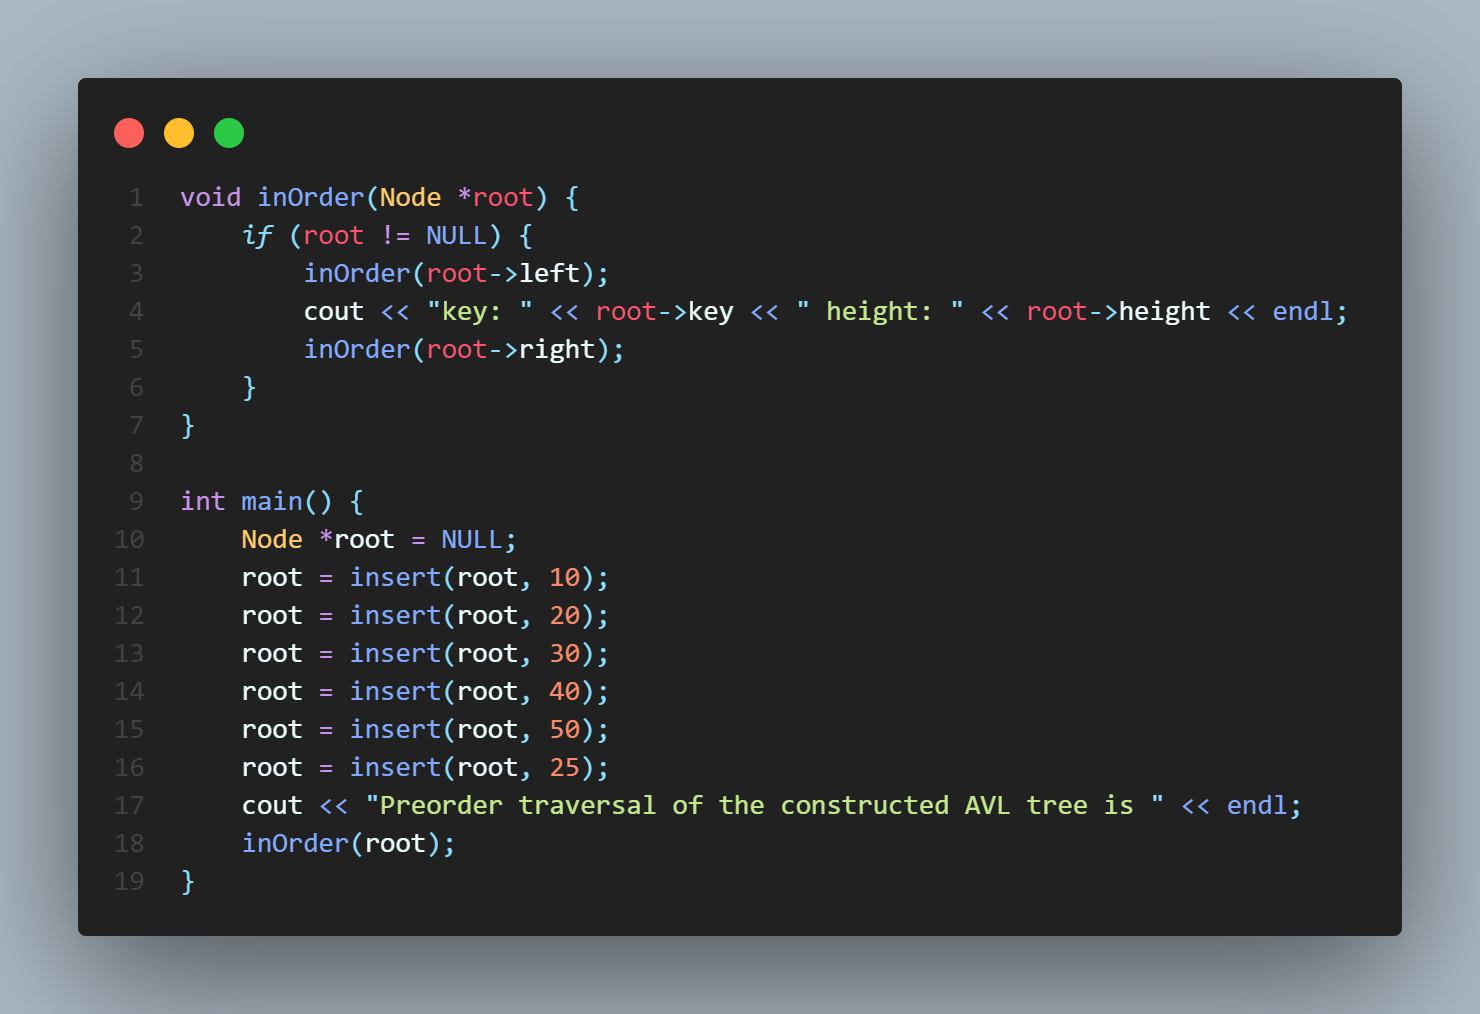 1 void inOrder(Node *root) {
2     if (root != NULL) {
3         inOrder(root->left);
4         cout << "key: " << root->key << " height: " << root->height << endl;
5         inOrder(root->right);
6     }
7 }
8
9 int main() {
10     Node *root = NULL;
11     root = insert(root, 10);
12     root = insert(root, 20);
13     root = insert(root, 30);
14     root = insert(root, 40);
15     root = insert(root, 50);
16     root = insert(root, 25);
17     cout << "Preorder traversal of the constructed AVL tree is " << endl;
18     inOrder(root);
19 }